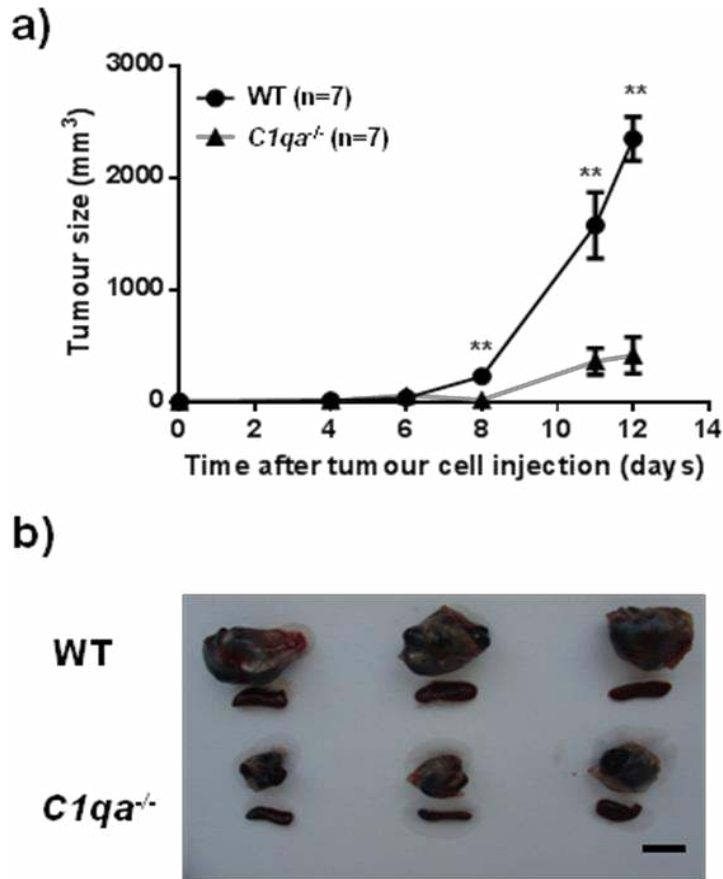 a)
3000
2000
1000
0
Tumour size (mm³)
WT (n=7)
C1qa⁻/⁻ (n=7)
**
**
**
0 2 4 6 8 10 12 14
Time after tumour cell injection (days)
b)
WT
C1qa⁻/⁻